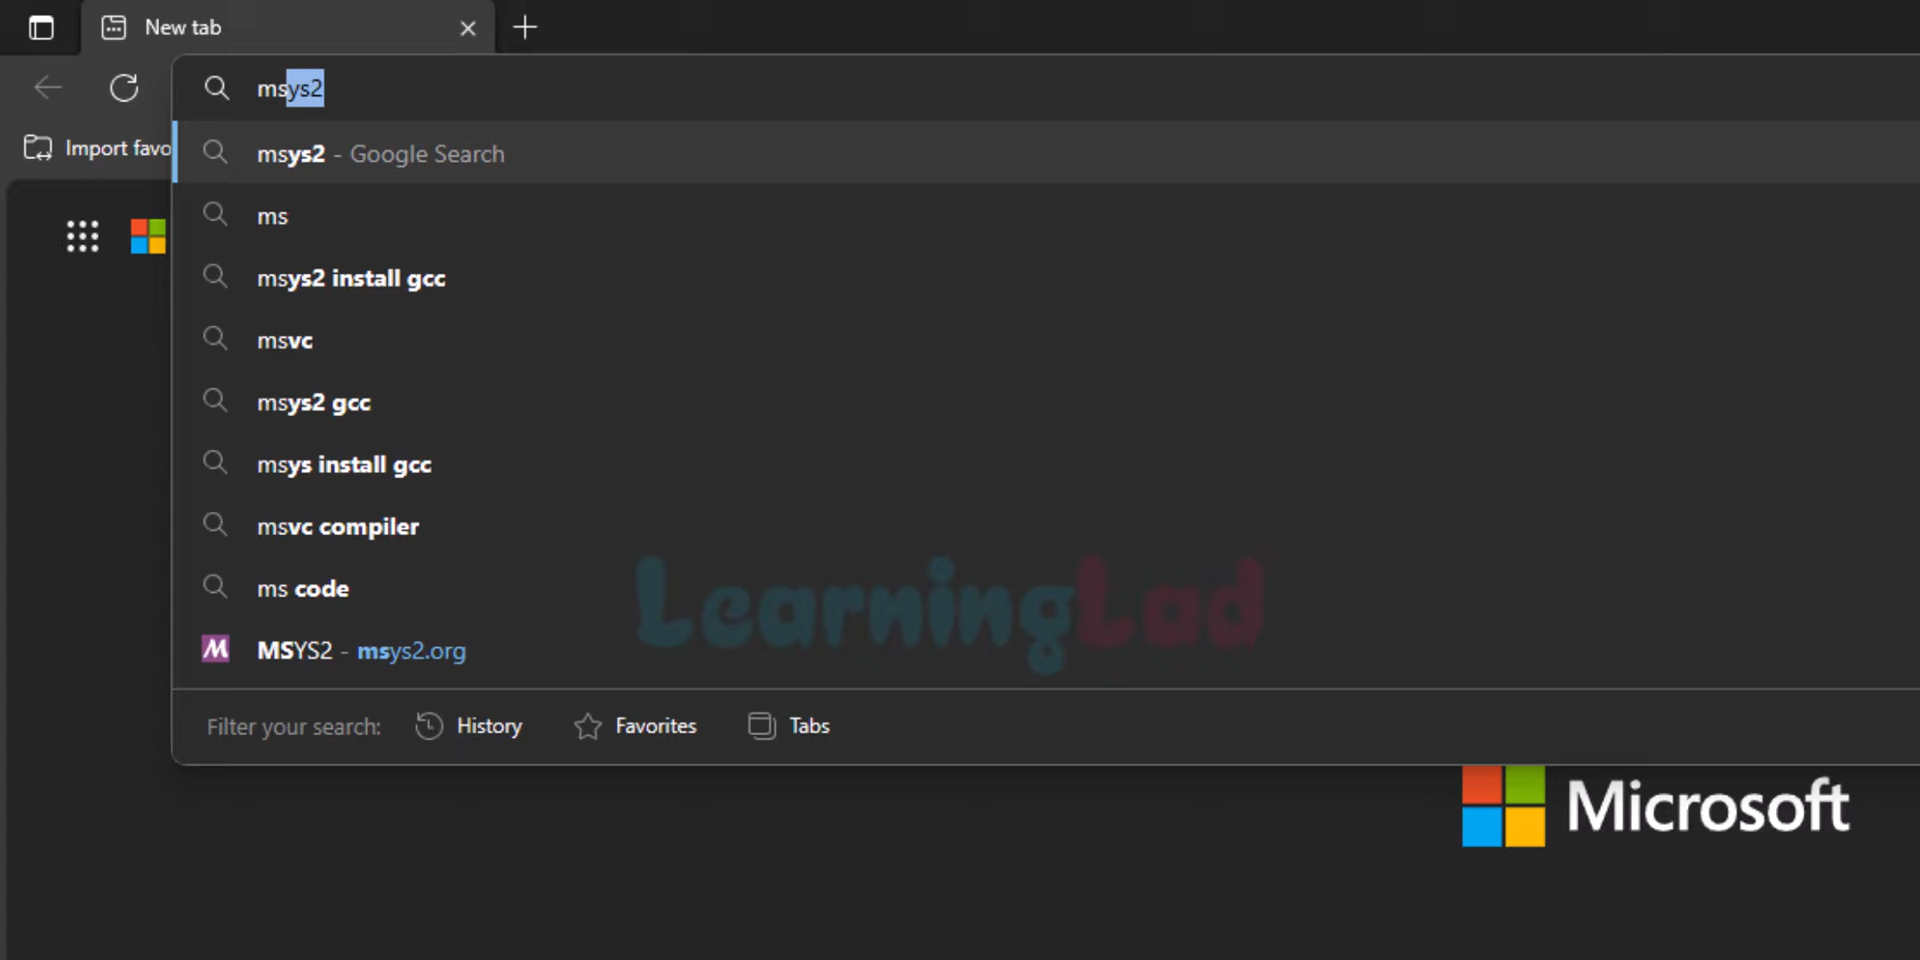 New tab
msys2
Import favo
msys2 - Google Search
ms
msys2 install gcc
msvc
msys2 gcc
msys install gcc
msvc compiler
ms code
MSYS2 - msys2.org
LearningLad
Filter your search: History Favorites Tabs
Microsoft